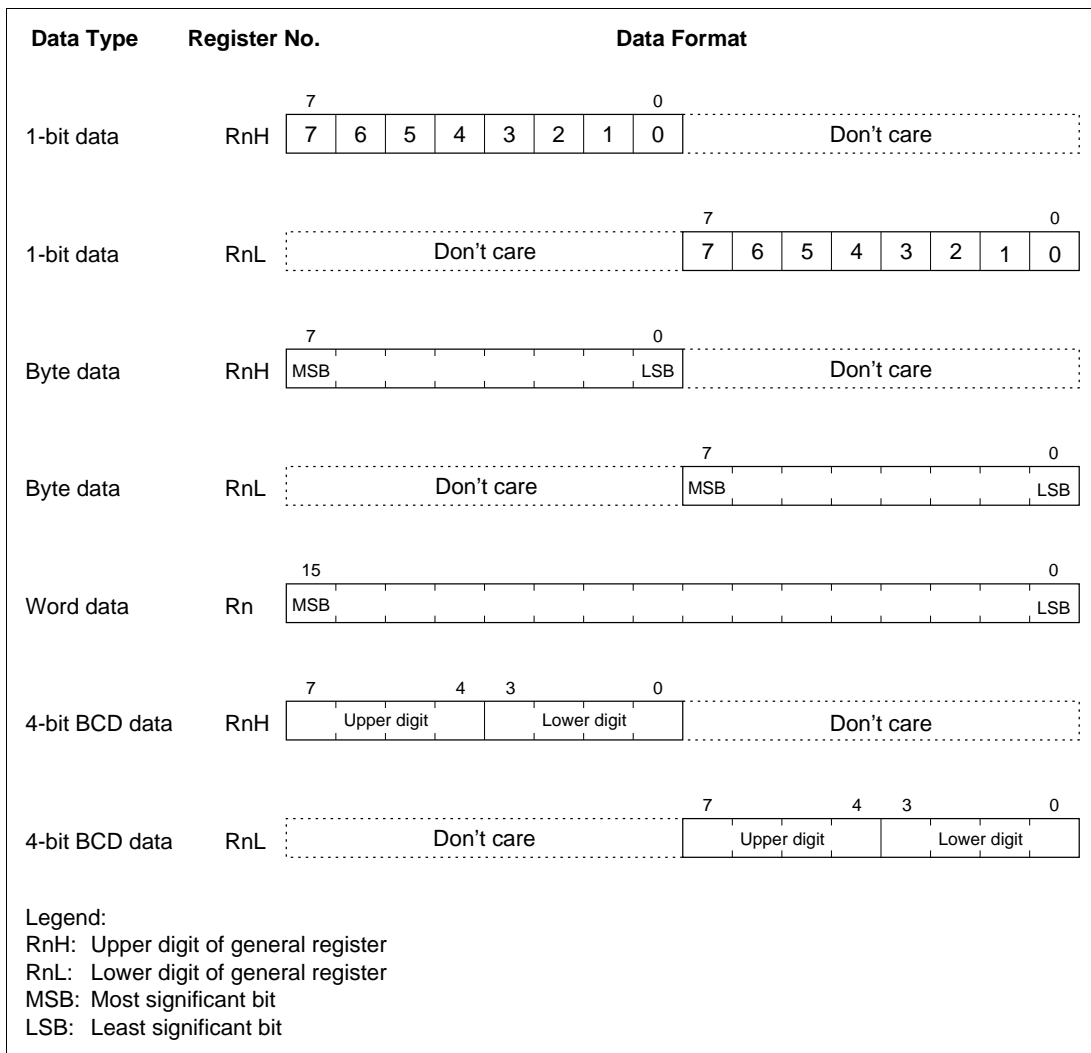 Data Type Register No. Data Format
7 0
1-bit data RnH 7 6 5 4 3 2 1 0 Don't care
7 0
1-bit data RnL Don't care 7 6 5 4 3 2 1 0
7 0
Byte data RnH MSB LSB Don't care
7 0
Byte data RnL Don't care MSB LSB
15 0
Word data Rn MSB LSB
7 4 3 0
4-bit BCD data RnH Upper digit Lower digit Don't care
7 4 3 0
4-bit BCD data RnL Don't care Upper digit Lower digit
Legend:
RnH: Upper digit of general register
RnL: Lower digit of general register
MSB: Most significant bit
LSB: Least significant bit